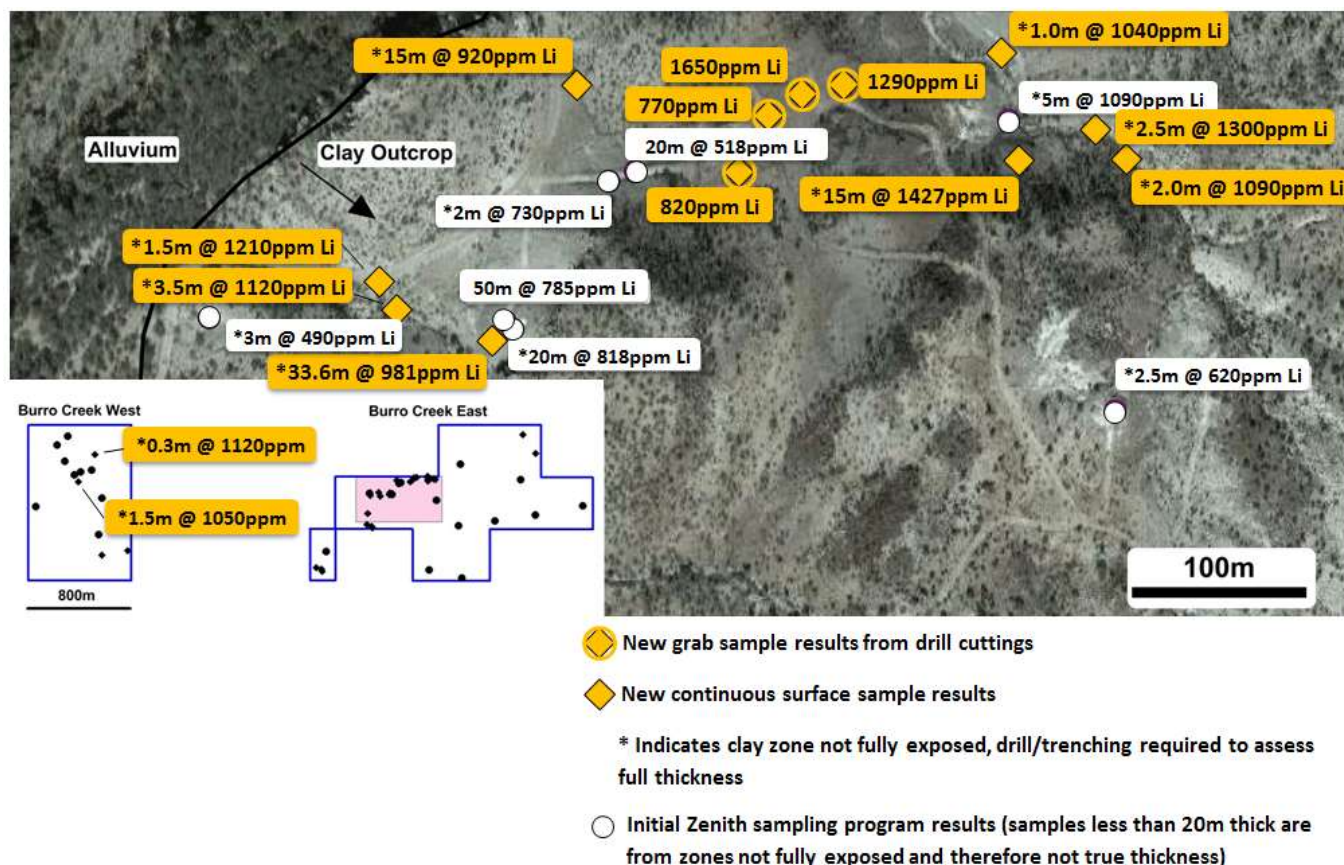 *1.0m @ 1040ppm Li
*15m @ 920ppm Li
1650ppm Li
1290ppm Li
770ppm Li
*5m @ 1090ppm Li
*2.5m @ 1300ppm Li
Alluvium
Clay Outcrop
20m @ 518ppm Li
*2.0m @ 1090ppm Li
*2m @ 730ppm Li
820ppm Li
*15m @ 1427ppm Li
*1.5m @ 1210ppm Li
*3.5m @ 1120ppm Li
50m @ 785ppm Li
*3m @ 490ppm Li
*20m @ 818ppm Li
*33.6m @ 981ppm Li
*2.5m @ 620ppm Li
Burro Creek West
Burro Creek East
*0.3m @ 1120ppm
*1.5m @ 1050ppm
800m
100m
New grab sample results from drill cuttings
New continuous surface sample results
* Indicates clay zone not fully exposed, drill/trenching required to assess
full thickness
Initial Zenith sampling program results (samples less than 20m thick are
from zones not fully exposed and therefore not true thickness)